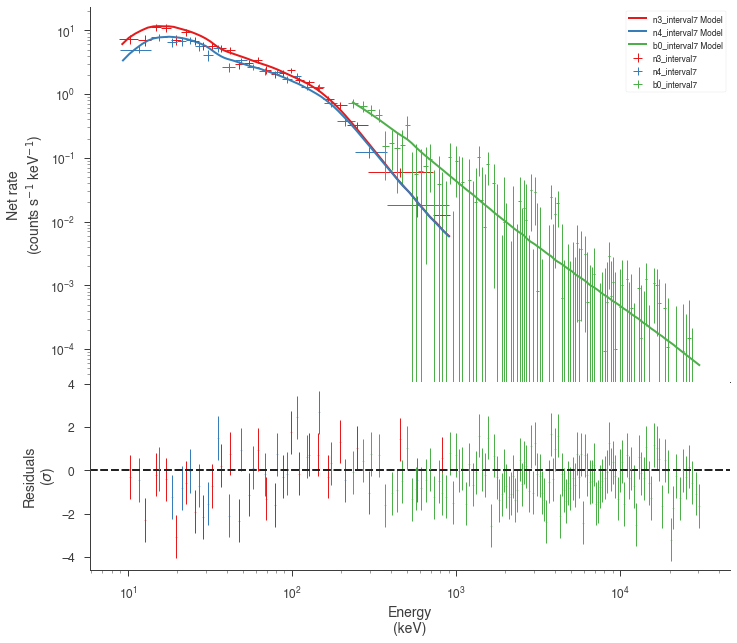 n3_interval7 Model
n4_interval7 Model
b0_interval7 Model
n3_interval7
n4_interval7
b0_interval7
Net rate
(counts s⁻¹ keV⁻¹)
10¹
10⁰
10⁻¹
10⁻²
10⁻³
10⁻⁴
Residuals
(σ)
4
2
0
−2
−4
10¹ 10² 10³ 10⁴
Energy
(keV)